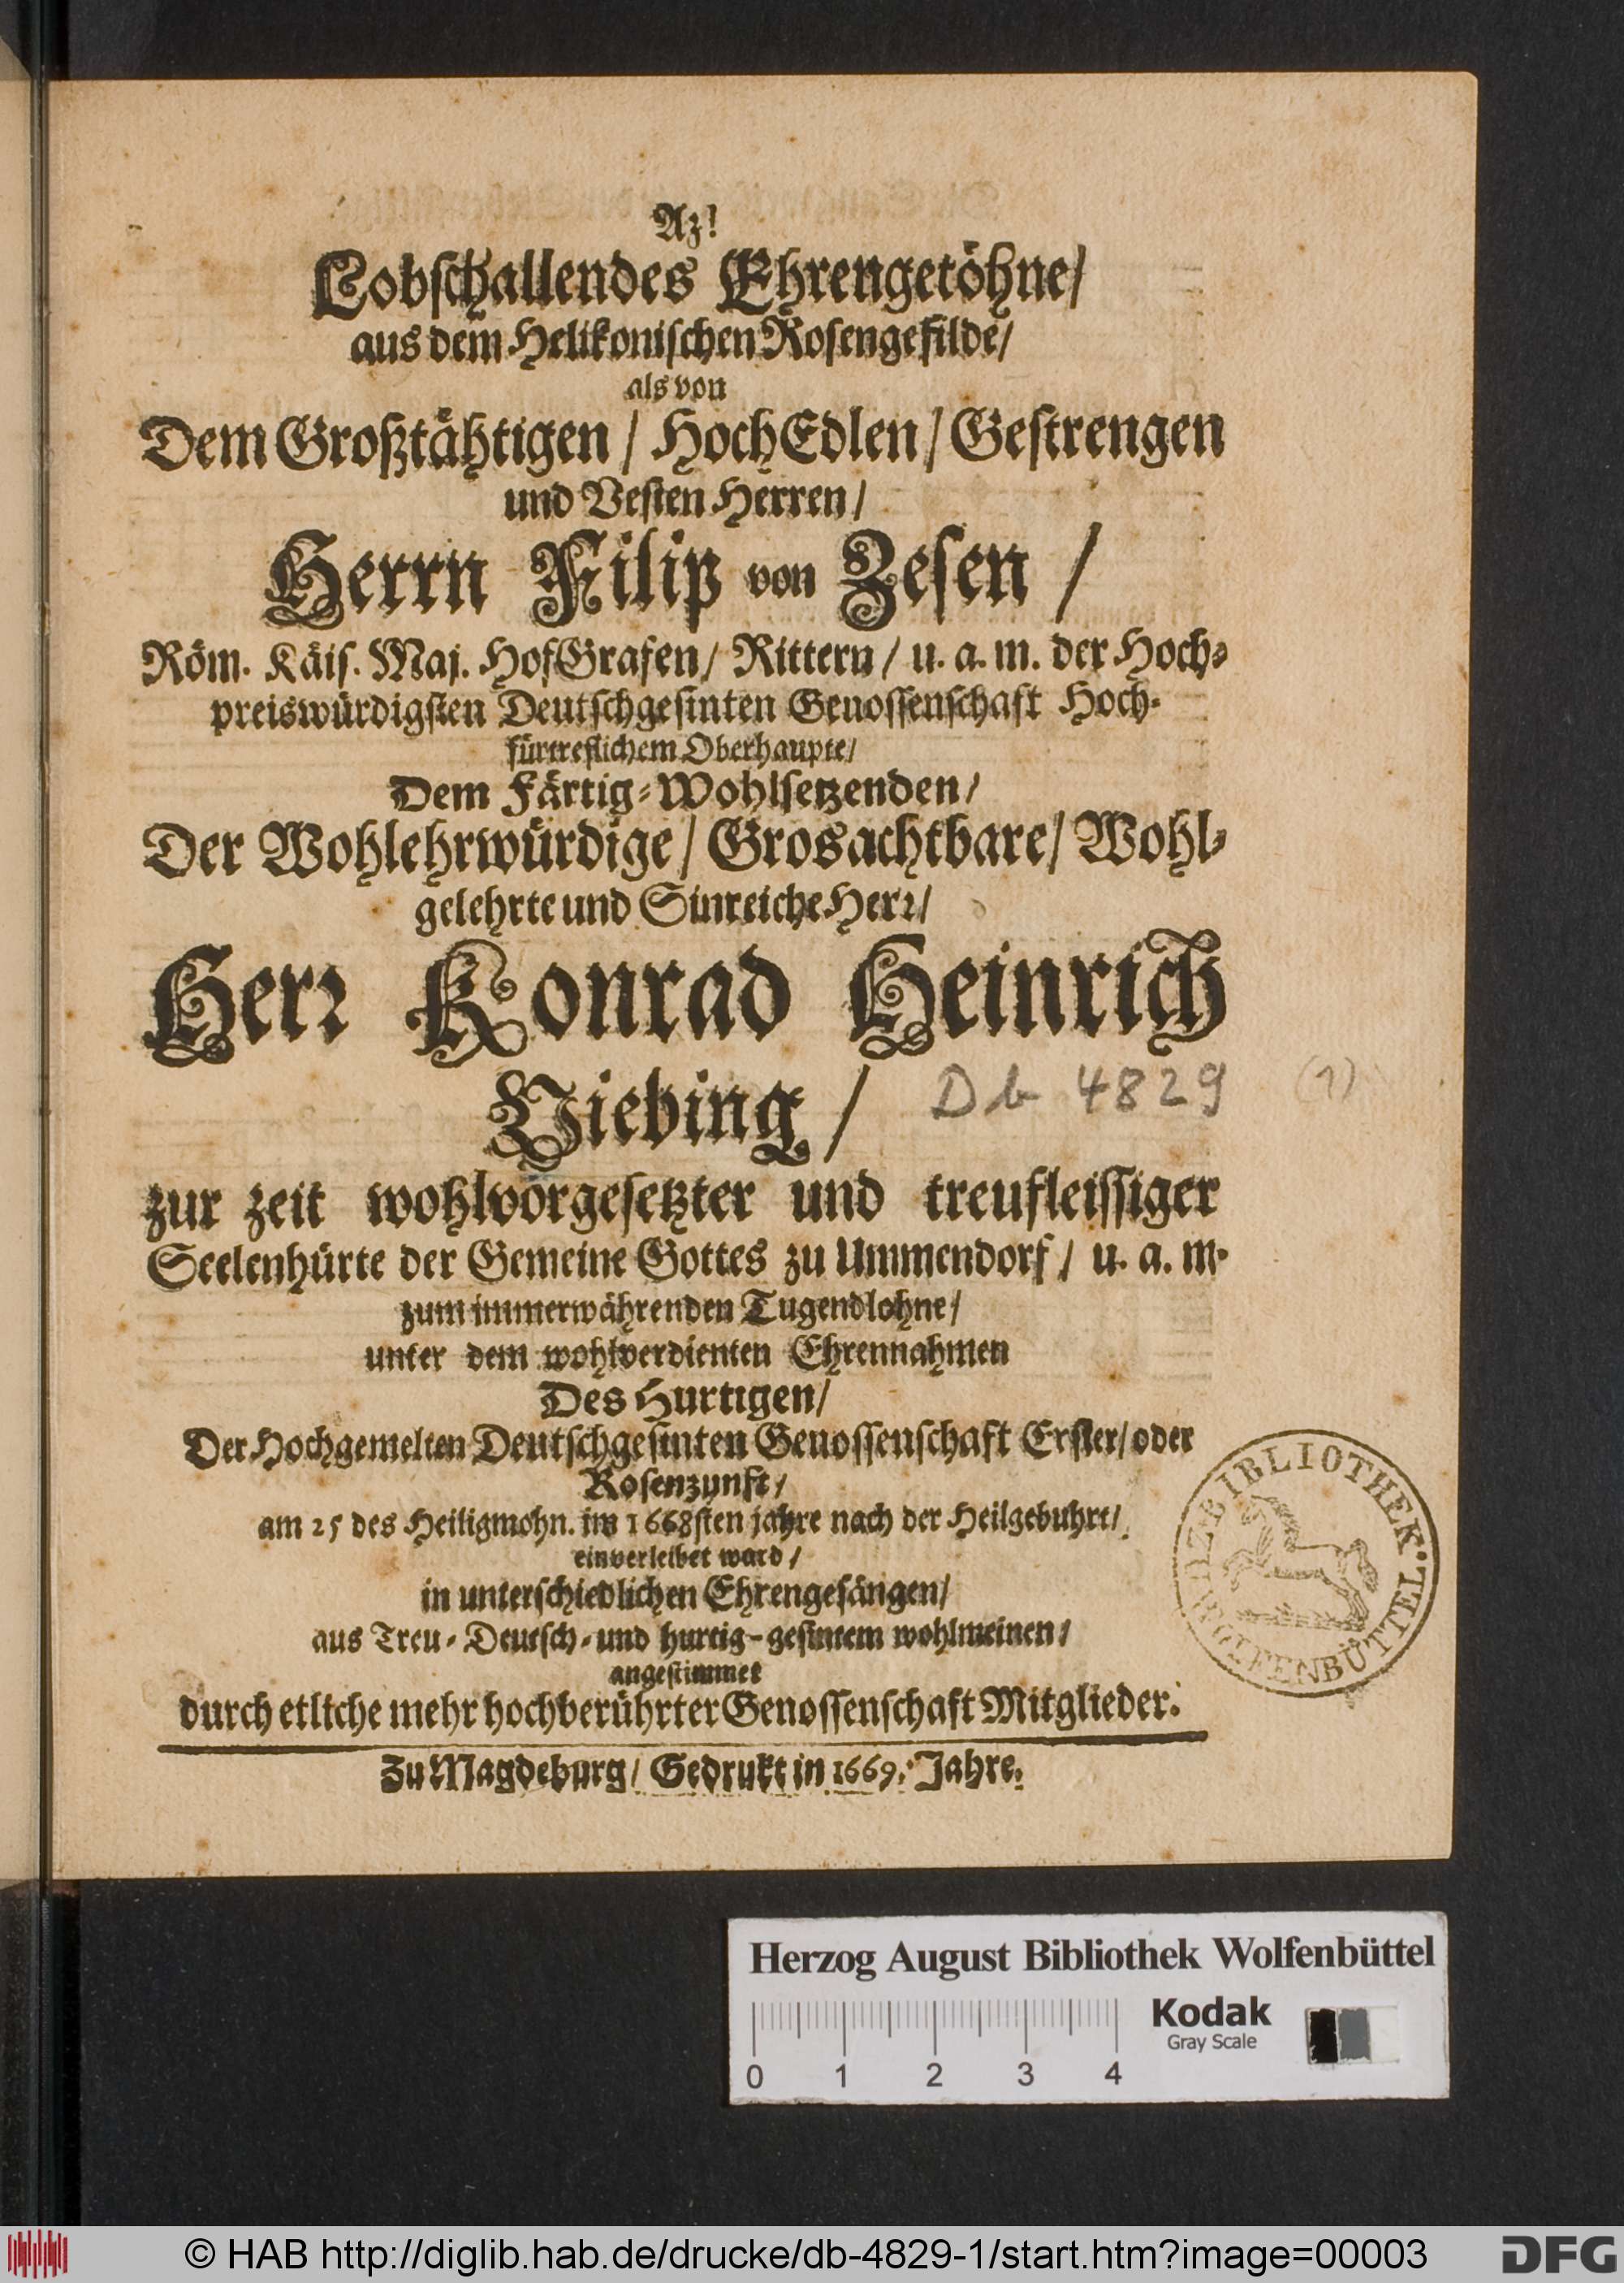 Az!
Lobschallendes Ehrengetöhne/
aus dem Helikonischen Rosengefilde/
als von
Dem Großtähtigen / HochEdlen / Gestrengen
und Vesten Herren /
Herrn Filip von Zesen /
Röm. Käis. Maj. HofGrafen / Rittern / u. a. m. der Hoch-
preiswürdigsten Deutschgesinten Genossenschaft Hoch-
fürtreflichem Oberhaupte /
Dem Färtig-Wohlsetzenden /
Der Wohlehrwürdige / Grosachtbare / Wohl-
gelehrte und Sinreiche Herr /
Herr Konrad Heinrich
Viebing /
Db 4829 (1)
zur zeit wohlvorgesetzter und treufleissiger
Seelenhürte der Gemeine Gottes zu Ummendorf / u. a. m.
zum immerwährenden Tugendlohne /
unter dem wohlverdienten Ehrennahmen
Des Hurtigen /
Der Hochgemelten Deutschgesinten Genossenschaft Erster / oder
Rosenzunft /
am 25 des Heiligmohn. im 1668sten jahre nach der Heilgebuhrt /
einverleibet ward /
in unterschiedlichen Ehrengesängen /
aus Treu- Deutsch- und hurtig-gesintem wohlmeinen /
angestimmet
durch etliche mehr hochberührter Genossenschaft Mitglieder.
Zu Magdeburg / Gedrukt in 1669. Jahre.
BIBLIOTHEK. HERZ. WOLFENBÜTTEL
Herzog August Bibliothek Wolfenbüttel
Kodak
Gray Scale
0 1 2 3 4
© HAB http://diglib.hab.de/drucke/db-4829-1/start.htm?image=00003
DFG